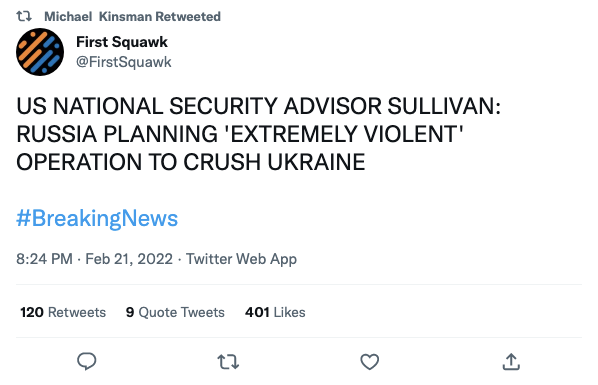 Michael Kinsman Retweeted
First Squawk
@FirstSquawk
US NATIONAL SECURITY ADVISOR SULLIVAN:
RUSSIA PLANNING 'EXTREMELY VIOLENT'
OPERATION TO CRUSH UKRAINE
#BreakingNews
8:24 PM · Feb 21, 2022 · Twitter Web App
120 Retweets 9 Quote Tweets 401 Likes